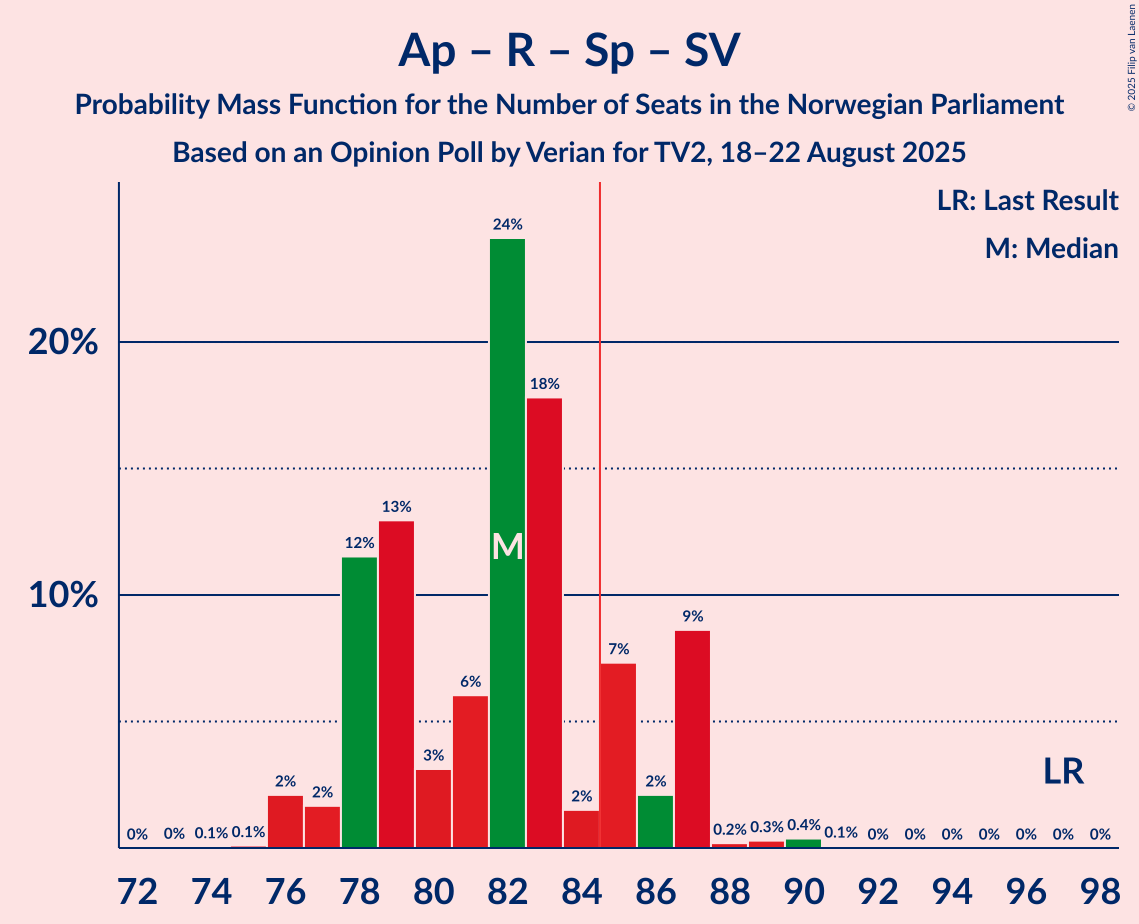 Ap – R – Sp – SV
Probability Mass Function for the Number of Seats in the Norwegian Parliament
Based on an Opinion Poll by Verian for TV2, 18–22 August 2025
© 2025 Filip van Laenen
LR: Last Result
M: Median
20%
10%
0% 0% 0.1% 0.1% 2% 2% 12% 13% 3% 6% 24% 18% 2% 7% 2% 9% 0.2% 0.3% 0.4% 0.1% 0% 0% 0% 0% 0% 0% 0%
M
LR
72 74 76 78 80 82 84 86 88 90 92 94 96 98